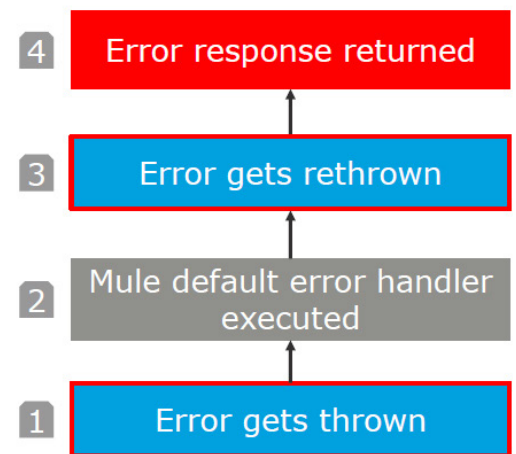 4
Error response returned
3
Error gets rethrown
2
Mule default error handler
executed
1
Error gets thrown